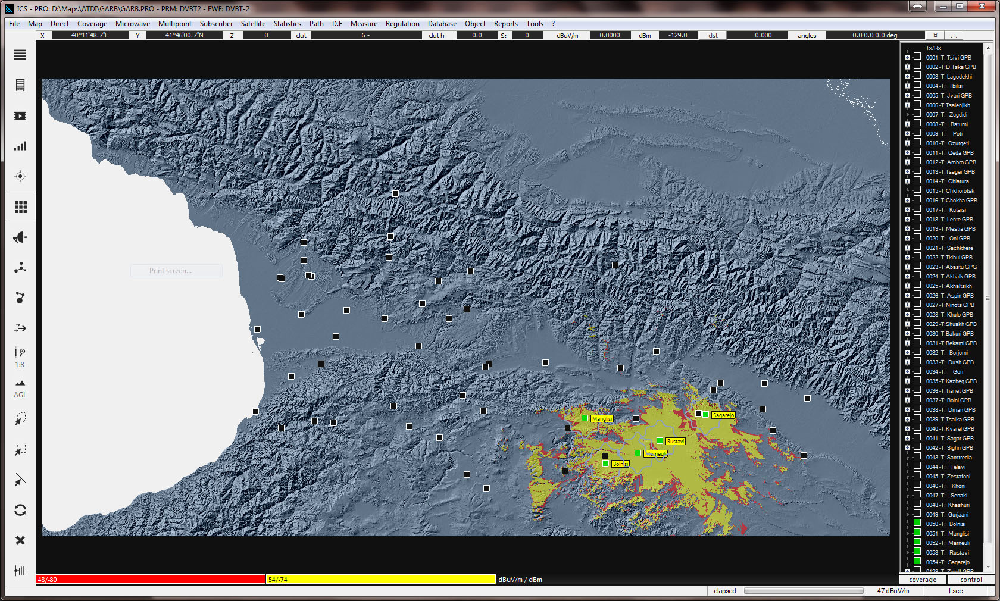 ICS - PRO: D:\Maps\ATDI\GARB\GARB.PRO - PRM: DVBT2 - EWF: DVBT-2
File Map Direct Coverage Microwave Multipoint Subscriber Satellite Statistics Path D.F Measure Regulation Database Object Reports Tools ?
X 40°11'48.7"E Y 41°46'00.7"N Z 0 clut 6 - clut h 0.0 S: 0 dBuV/m 0.0000 dBm -129.0 dst 0.000 angles 0.0 0.0 0.0 deg ¤ .-.
Tx/Rx
0001 -T: Tsivi GPB
0002 -T:D.Tska GPB
0003 -T: Lagodekhi
0004 -T: Tbilisi
0005 -T: Jvari GPB
0006 -T:Tsalenjikh
0007 -T: Zugdidi
0008 -T: Batumi
0009 -T: Poti
0010 -T: Ozurgeti
0011 -T: Qeda GPB
0012 -T: Ambro GPB
0013 -T:Tsager GPB
0014 -T: Chiatura
0015 -T:Chkhorotsk
0016 -T:Chokha GPB
0017 -T: Kutaisi
0018 -T: Lente GPB
0019 -T:Mestia GPB
0020 -T: Oni GPB
0021 -T: Sachkhere
0022 -T:Tkibul GPB
0023 -T:Abastu GPG
0024 -T: Akhalk GPB
0025 -T:Akhaltsikh
0026 -T: Aspin GPB
0027 -T:Ninots GPB
0028 -T: Khulo GPB
0029 -T:Shuakh GPB
0030 -T:Bakuri GPB
0031 -T:Bekami GPB
0032 -T: Borjomi
0033 -T: Dush GPB
0034 -T: Gori
0035 -T:Kazbeg GPB
0036 -T:Tianet GPB
0037 -T: Bolni GPB
0038 -T: Dman GPB
0039 -T:Tsalka GPB
0040 -T:Kvarel GPB
0041 -T: Sagar GPB
0042 -T: Sighn GPB
0043 -T: Samtredia
0044 -T: Telavi
0045 -T: Zestafoni
0046 -T: Khoni
0047 -T: Senaki
0048 -T: Khashuri
0049 -T: Gurjaani
0050 -T: Bolnisi
0051 -T: Manglisi
0052 -T: Marneuli
0053 -T: Rustavi
0054 -T: Sagarejo
Print screen...
1:8
AGL
Sagarejo
Manglisi
Rustavi
Marneuli
Bolnisi
48/-80 54/-74 dBuV/m / dBm
coverage control
elapsed 47 dBuV/m 1 sec -